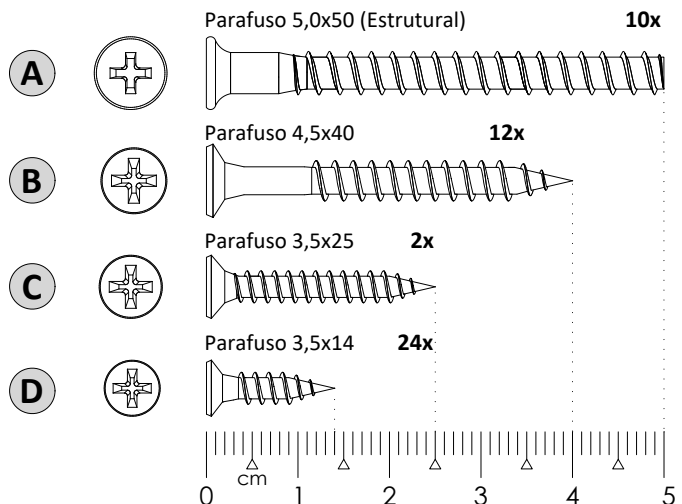 Parafuso 5,0x50 (Estrutural) 10x
A
Parafuso 4,5x40 12x
B
Parafuso 3,5x25 2x
C
Parafuso 3,5x14 24x
D
cm
0 1 2 3 4 5